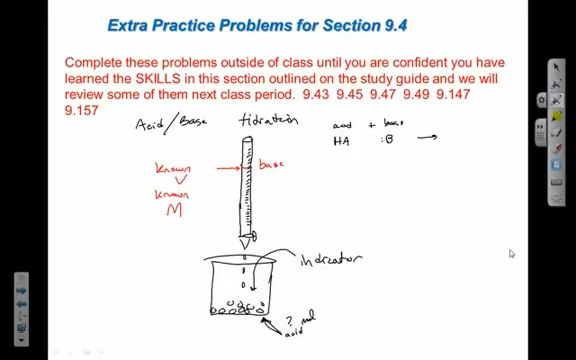 Extra Practice Problems for Section 9.4
Complete these problems outside of class until you are confident you have
learned the SKILLS in this section outlined on the study guide and we will
review some of them next class period. 9.43 9.45 9.47 9.49 9.147
9.157
Acid/Base titration
acid + base
HA :B
known
V
base
known
M
indicator
? mol
acid